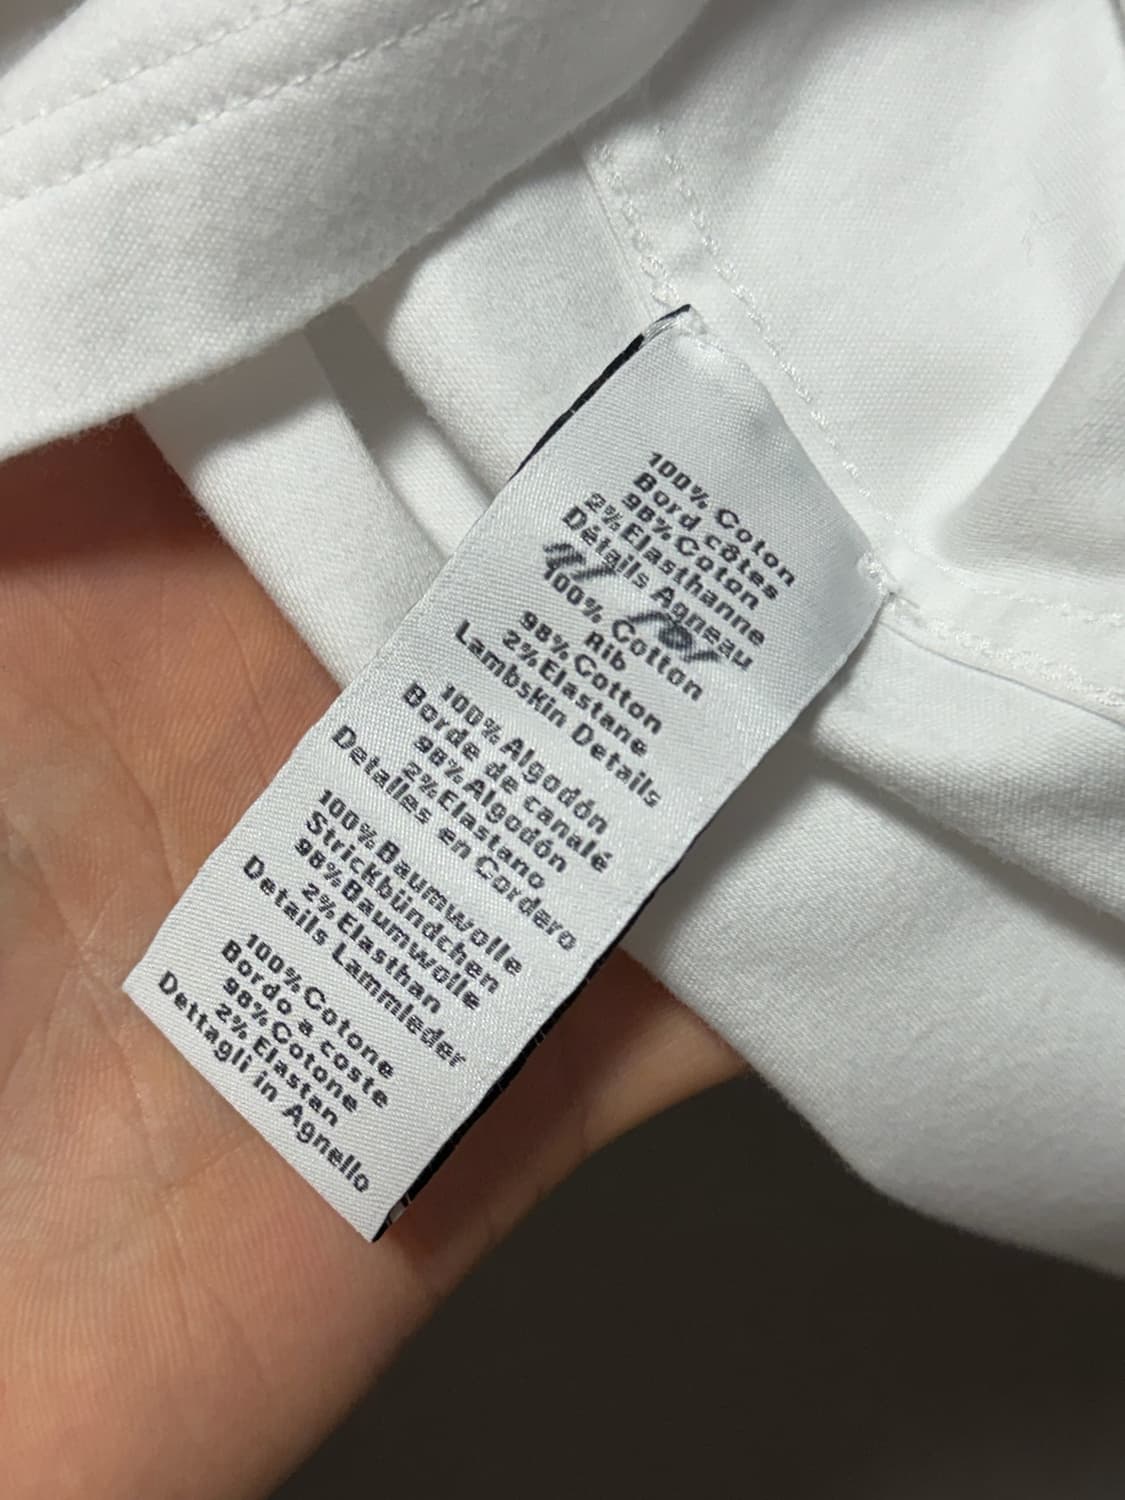 100% Coton
Bord côtes
98% Coton
2% Elasthanne
Détails Agneau
100% Cotton
Rib
98% Cotton
2% Elastane
Lambskin Details
100% Algodón
Borde de canalé
98% Algodón
2% Elastano
Detalles en Cordero
100% Baumwolle
Strickbündchen
98% Baumwolle
2% Elasthan
Details Lammleder
100% Cotone
Bordo a coste
98% Cotone
2% Elastan
Dettagli in Agnello